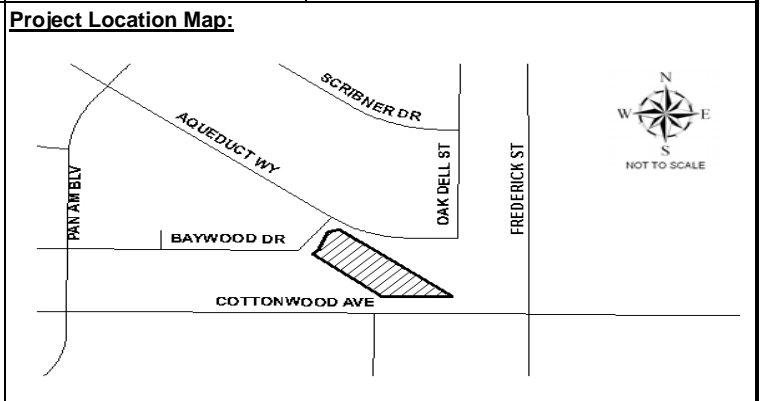 Project Location Map:
SCRIBNER DR
AQUEDUCT WY
N
W E
S
NOT TO SCALE
OAK DELL ST
FREDERICK ST
PAN AM BLV
BAYWOOD DR
COTTONWOOD AVE